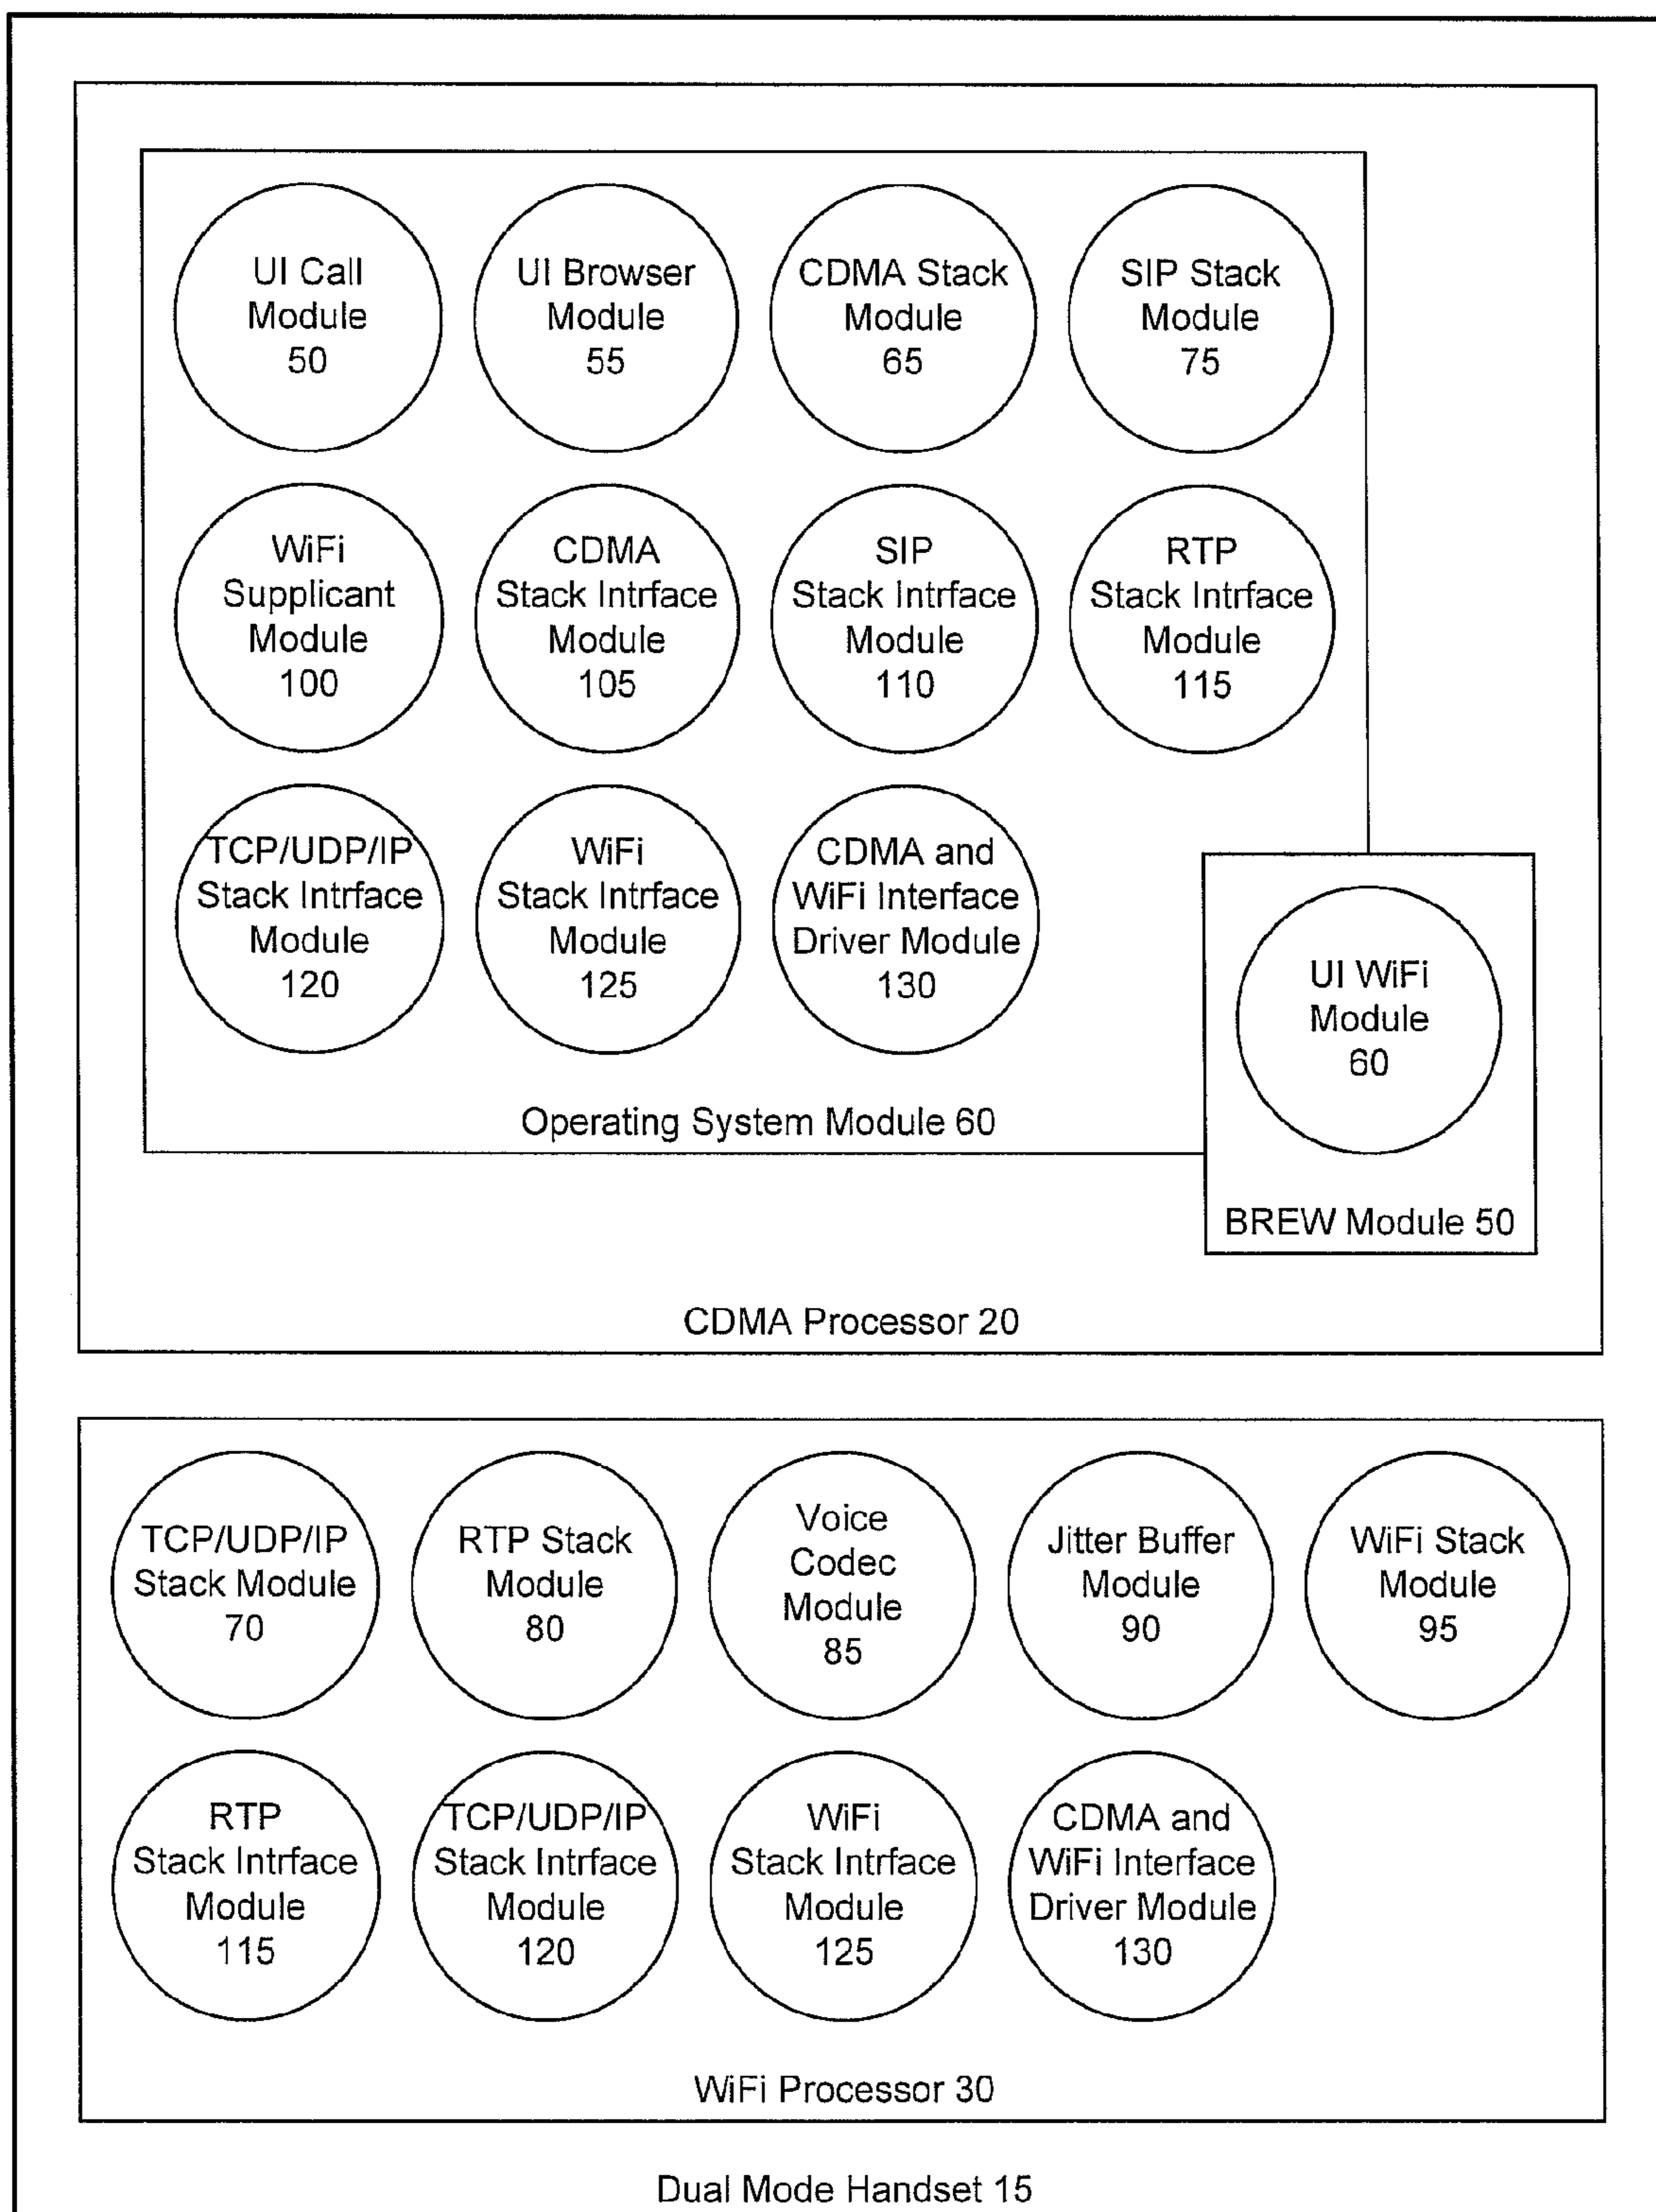 UI Call
Module
50
UI Browser
Module
55
CDMA Stack
Module
65
SIP Stack
Module
75
WiFi
Supplicant
Module
100
CDMA
Stack Intrface
Module
105
SIP
Stack Intrface
Module
110
RTP
Stack Intrface
Module
115
TCP/UDP/IP
Stack Intrface
Module
120
WiFi
Stack Intrface
Module
125
CDMA and
WiFi Interface
Driver Module
130
UI WiFi
Module
60
Operating System Module 60
BREW Module 50
CDMA Processor 20
TCP/UDP/IP
Stack Module
70
RTP Stack
Module
80
Voice
Codec
Module
85
Jitter Buffer
Module
90
WiFi Stack
Module
95
RTP
Stack Intrface
Module
115
TCP/UDP/IP
Stack Intrface
Module
120
WiFi
Stack Intrface
Module
125
CDMA and
WiFi Interface
Driver Module
130
WiFi Processor 30
Dual Mode Handset 15